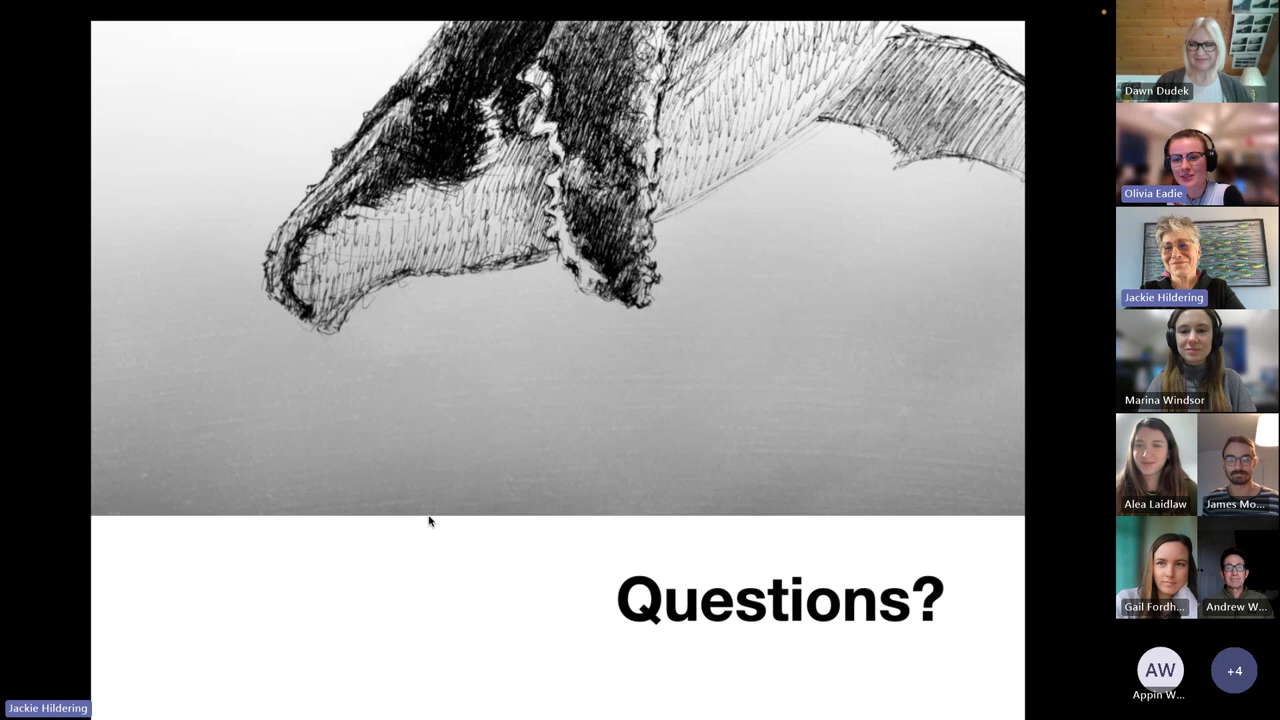 Questions?
Jackie Hildering
Dawn Dudek
Olivia Eadie
Jackie Hildering
Marina Windsor
Alea Laidlaw
James Mo...
Gail Fordh...
Andrew W...
AW
Appin W...
+4